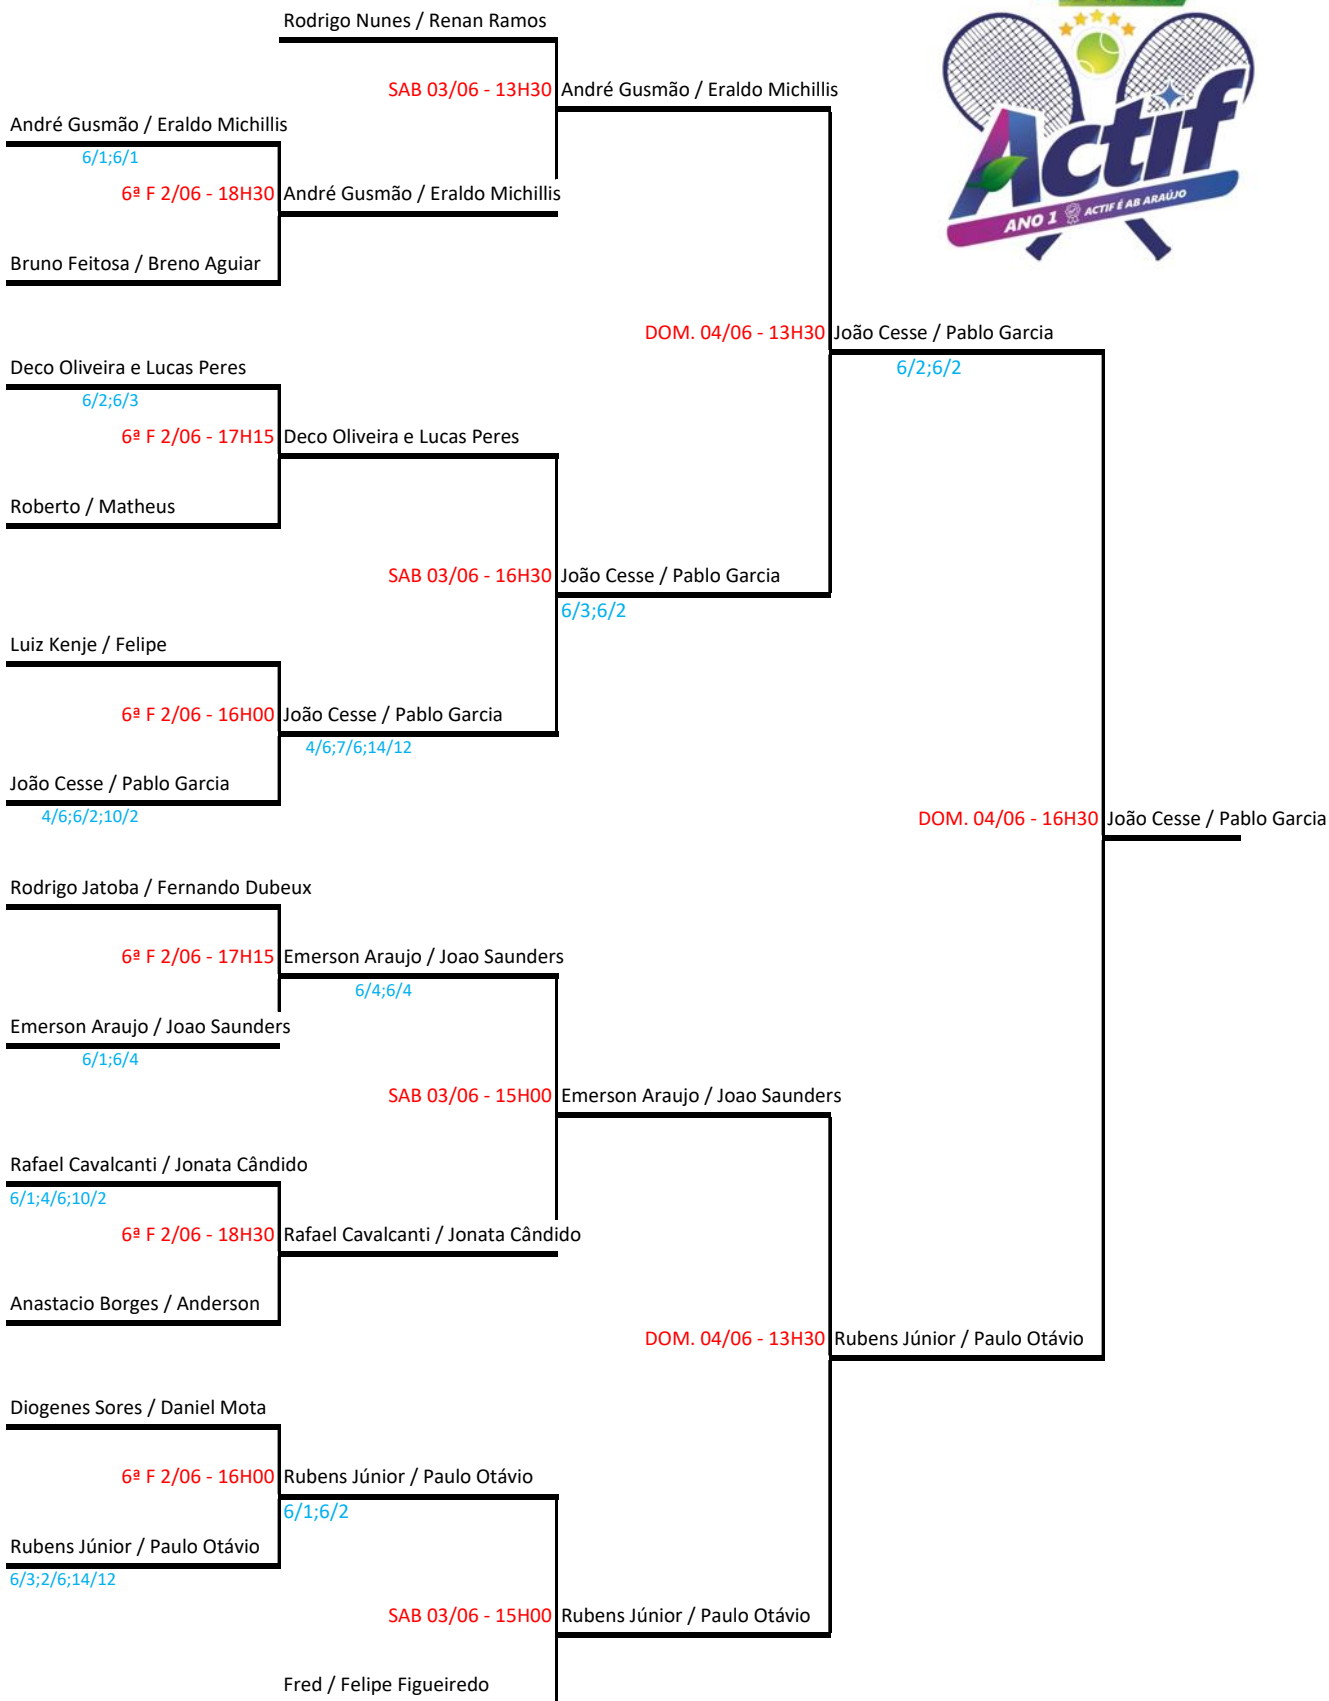 Rodrigo Nunes / Renan Ramos
SAB 03/06 - 13H30
André Gusmão / Eraldo Michillis
André Gusmão / Eraldo Michillis
6/1;6/1
6ª F 2/06 - 18H30
André Gusmão / Eraldo Michillis
Bruno Feitosa / Breno Aguiar
Actif
ANO 1 ACTIF É AB ARAÚJO
DOM. 04/06 - 13H30
João Cesse / Pablo Garcia
6/2;6/2
Deco Oliveira e Lucas Peres
6/2;6/3
6ª F 2/06 - 17H15
Deco Oliveira e Lucas Peres
Roberto / Matheus
SAB 03/06 - 16H30
João Cesse / Pablo Garcia
6/3;6/2
Luiz Kenje / Felipe
6ª F 2/06 - 16H00
João Cesse / Pablo Garcia
4/6;7/6;14/12
João Cesse / Pablo Garcia
4/6;6/2;10/2
DOM. 04/06 - 16H30
João Cesse / Pablo Garcia
Rodrigo Jatoba / Fernando Dubeux
6ª F 2/06 - 17H15
Emerson Araujo / Joao Saunders
6/4;6/4
Emerson Araujo / Joao Saunders
6/1;6/4
SAB 03/06 - 15H00
Emerson Araujo / Joao Saunders
Rafael Cavalcanti / Jonata Cândido
6/1;4/6;10/2
6ª F 2/06 - 18H30
Rafael Cavalcanti / Jonata Cândido
Anastacio Borges / Anderson
DOM. 04/06 - 13H30
Rubens Júnior / Paulo Otávio
Diogenes Sores / Daniel Mota
6ª F 2/06 - 16H00
Rubens Júnior / Paulo Otávio
6/1;6/2
Rubens Júnior / Paulo Otávio
6/3;2/6;14/12
SAB 03/06 - 15H00
Rubens Júnior / Paulo Otávio
Fred / Felipe Figueiredo